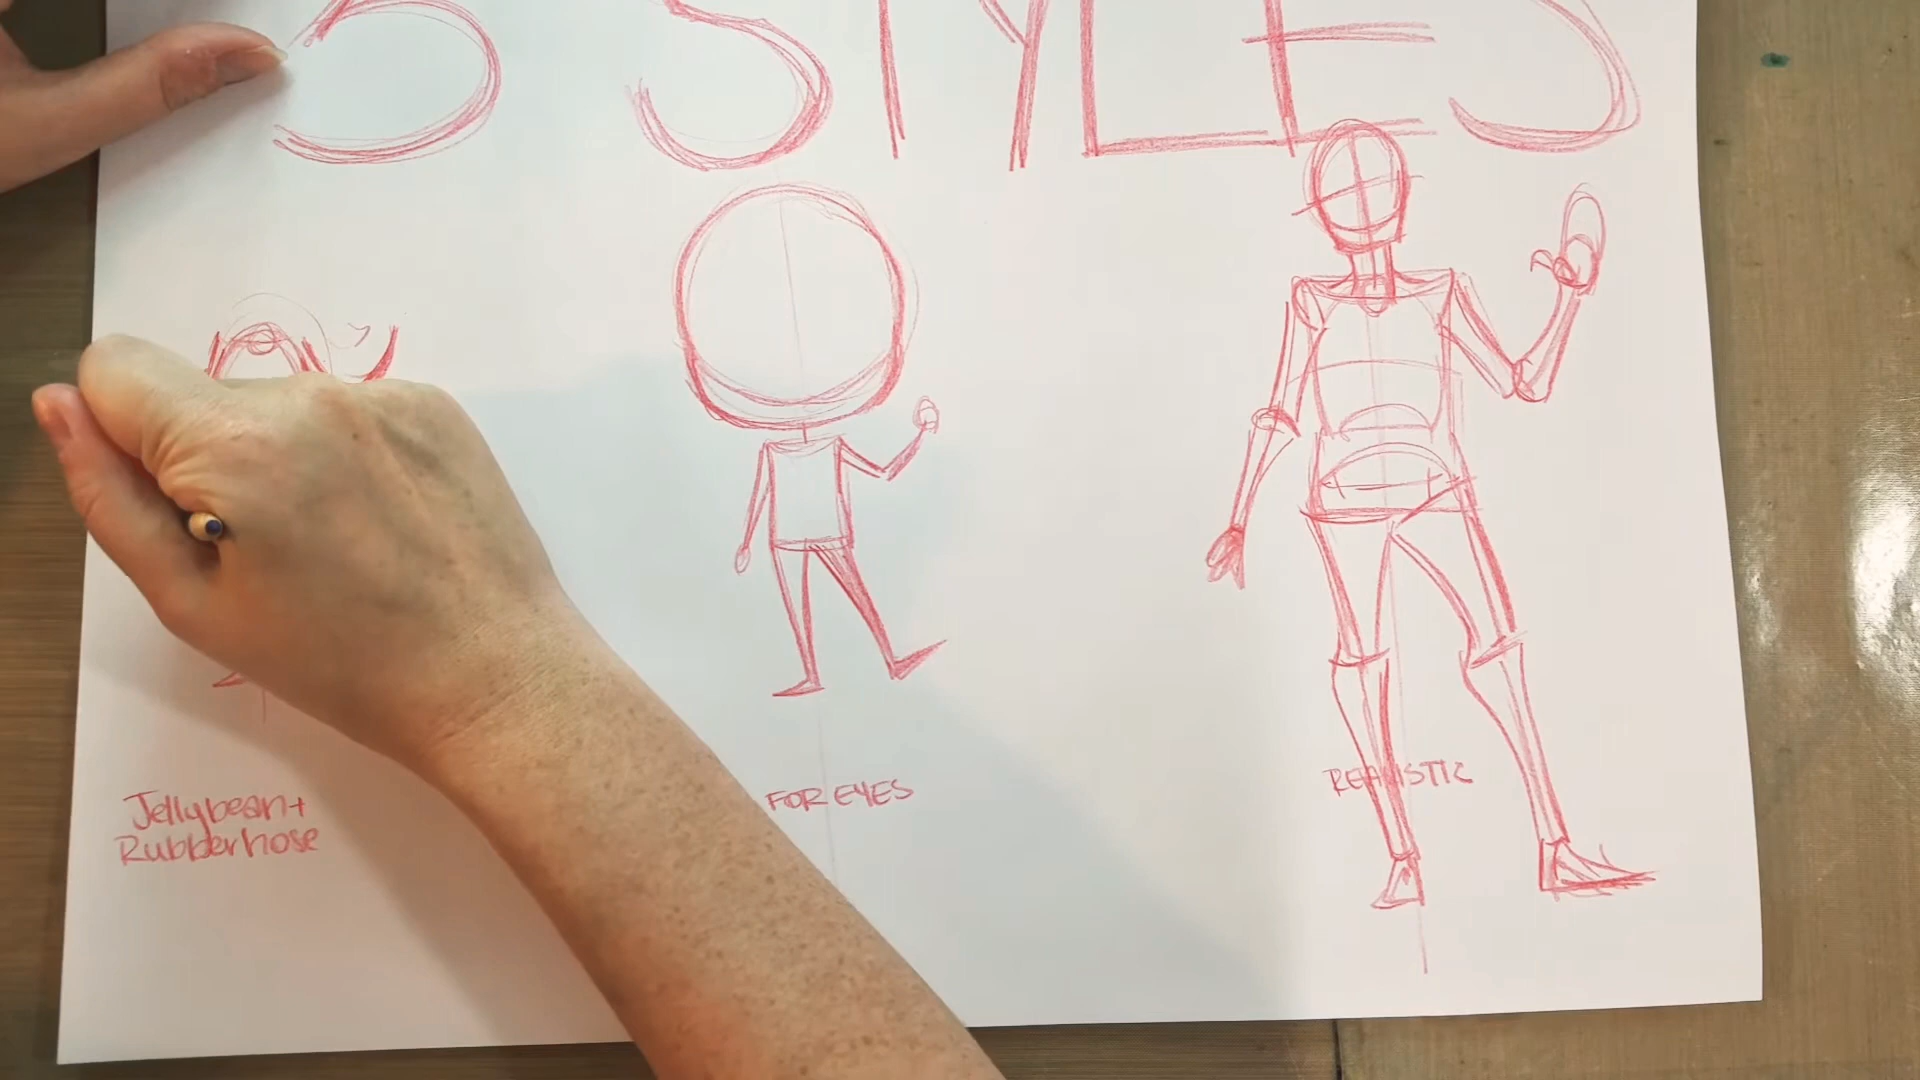 3 STYLES
Jellybean+
Rubberhose
FOR EYES
REALISTIC